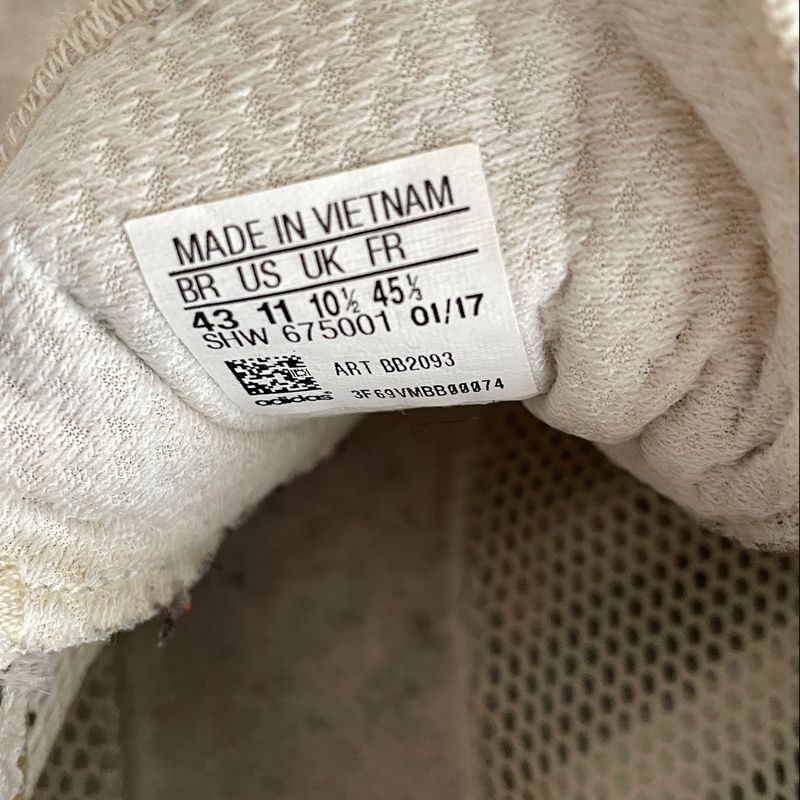 MADE IN VIETNAM
BR US UK FR
43 11 10½ 45⅓
SHW 675001 01/17
ART BB2093
adidas 3F69VMBB00074